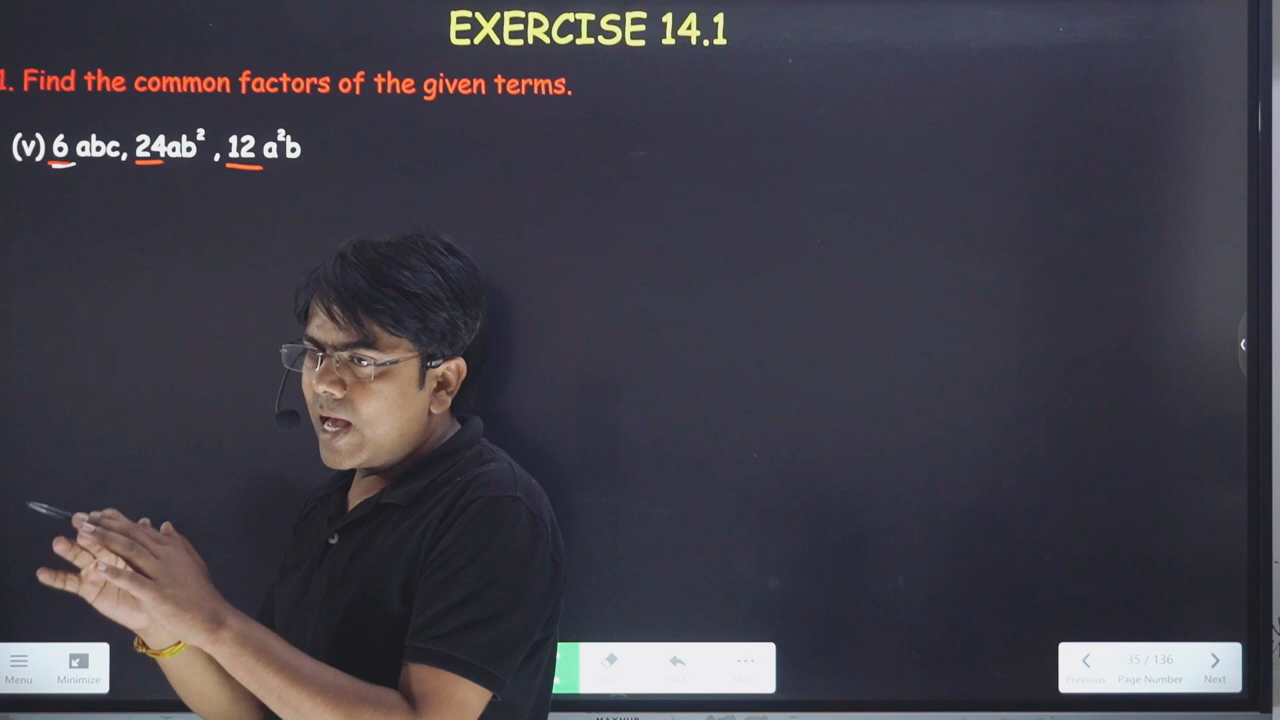 EXERCISE 14.1
1. Find the common factors of the given terms.
(v) 6 abc, 24ab² , 12 a²b
Menu
Minimize
35 / 136
Previous
Page Number
Next